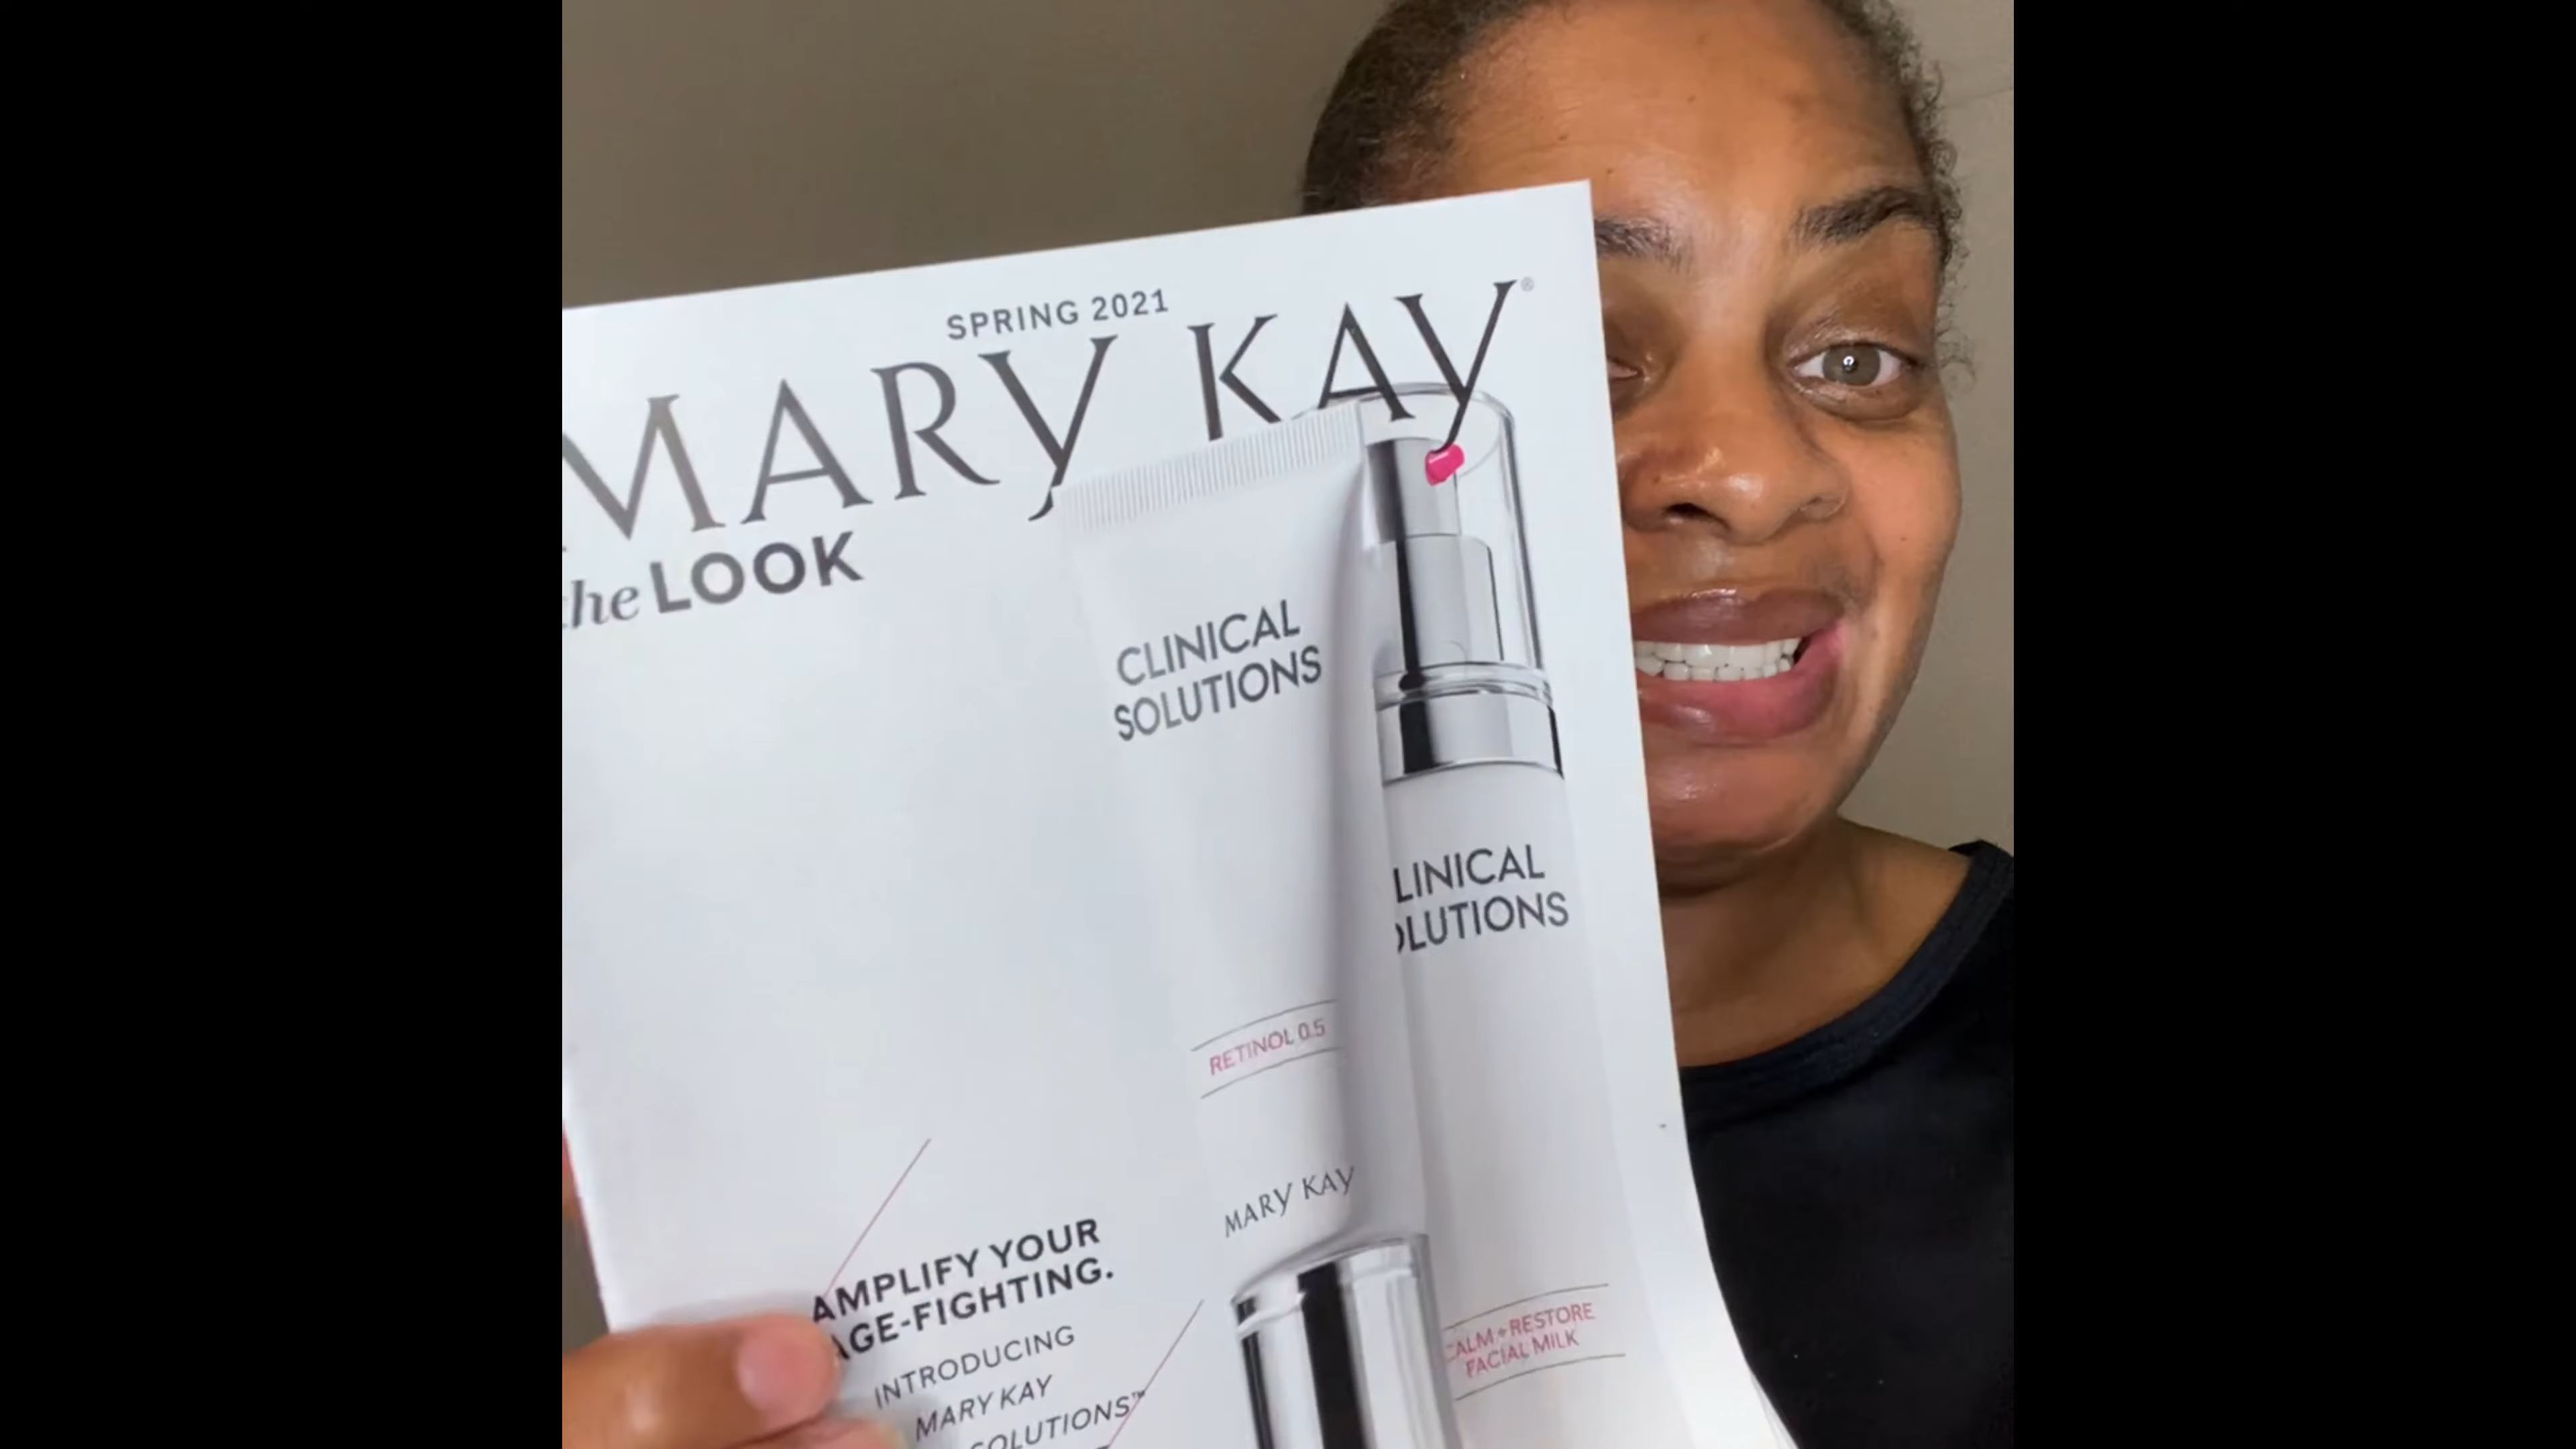 SPRING 2021
MARY KAY®
the LOOK
CLINICAL
SOLUTIONS
LINICAL
OLUTIONS
RETINOL 0.5
MARY KAY
AMPLIFY YOUR
AGE-FIGHTING.
INTRODUCING
MARY KAY
SOLUTIONS™
CALM + RESTORE
FACIAL MILK